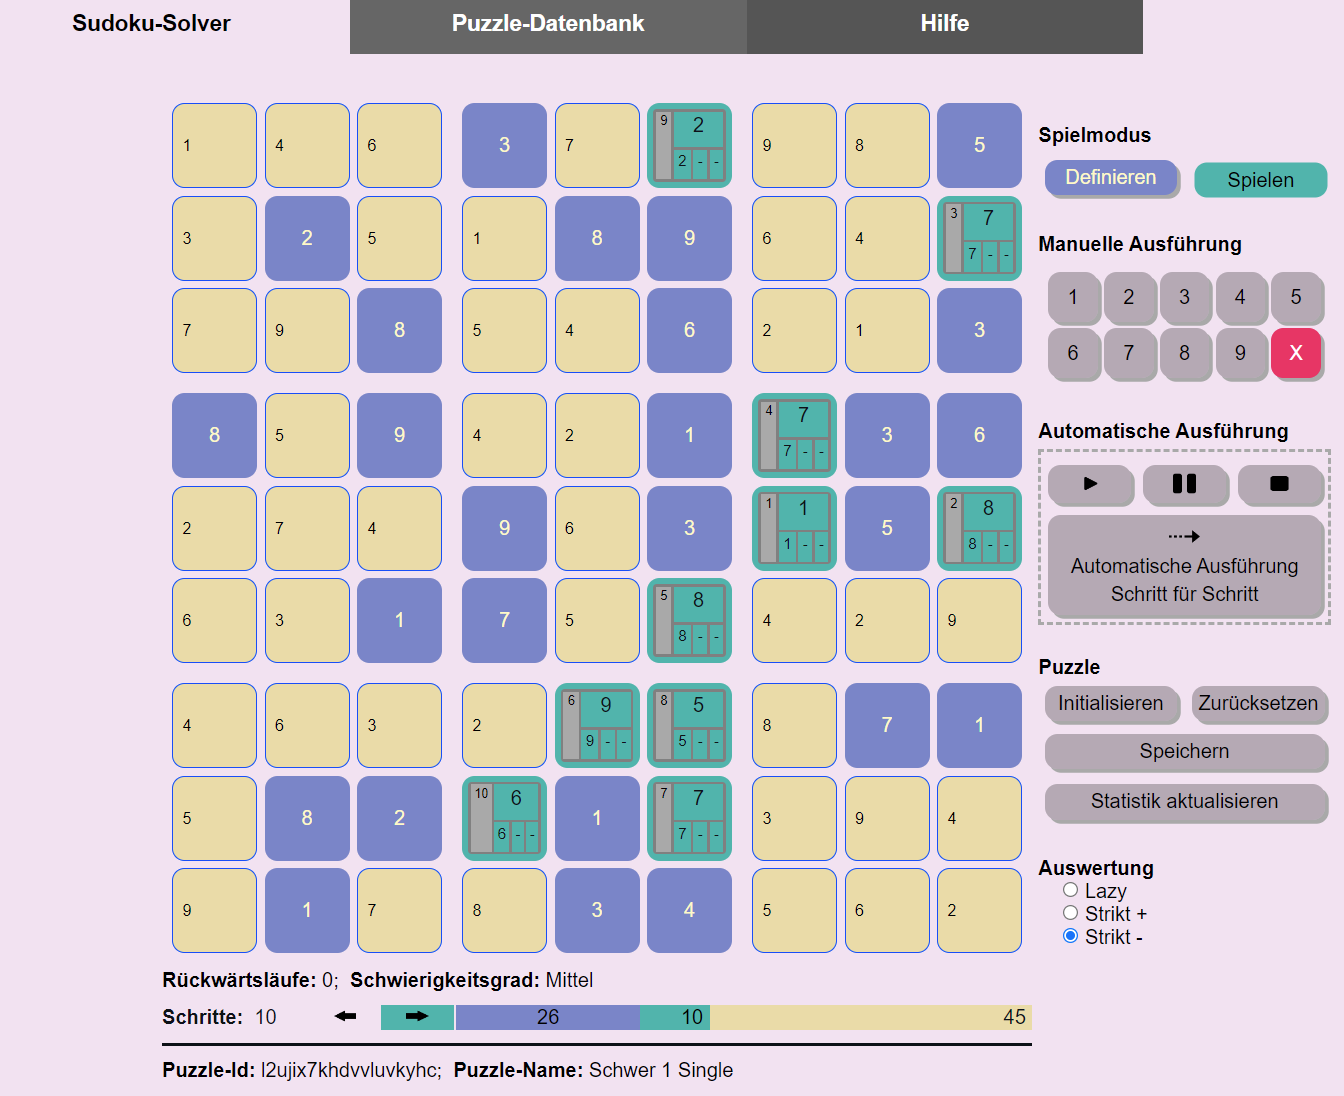 Sudoku-Solver Puzzle-Datenbank Hilfe
1 4 6 3 7 9 2 2 - - 9 8 5
3 2 5 1 8 9 6 4 3 7 7 - -
7 9 8 5 4 6 2 1 3
8 5 9 4 2 1 4 7 7 - - 3 6
2 7 4 9 6 3 1 1 1 - - 5 2 8 8 - -
6 3 1 7 5 5 8 8 - - 4 2 9
4 6 3 2 6 9 9 - - 8 5 5 - - 8 7 1
5 8 2 10 6 6 - - 1 7 7 7 - - 3 9 4
9 1 7 8 3 4 5 6 2
Rückwärtsläufe: 0; Schwierigkeitsgrad: Mittel
Schritte: 10 26 10 45
Puzzle-Id: l2ujix7khdvvluvkyhc; Puzzle-Name: Schwer 1 Single
Spielmodus
Definieren Spielen
Manuelle Ausführung
1 2 3 4 5
6 7 8 9 X
Automatische Ausführung
Automatische Ausführung
Schritt für Schritt
Puzzle
Initialisieren Zurücksetzen
Speichern
Statistik aktualisieren
Auswertung
Lazy
Strikt +
Strikt -